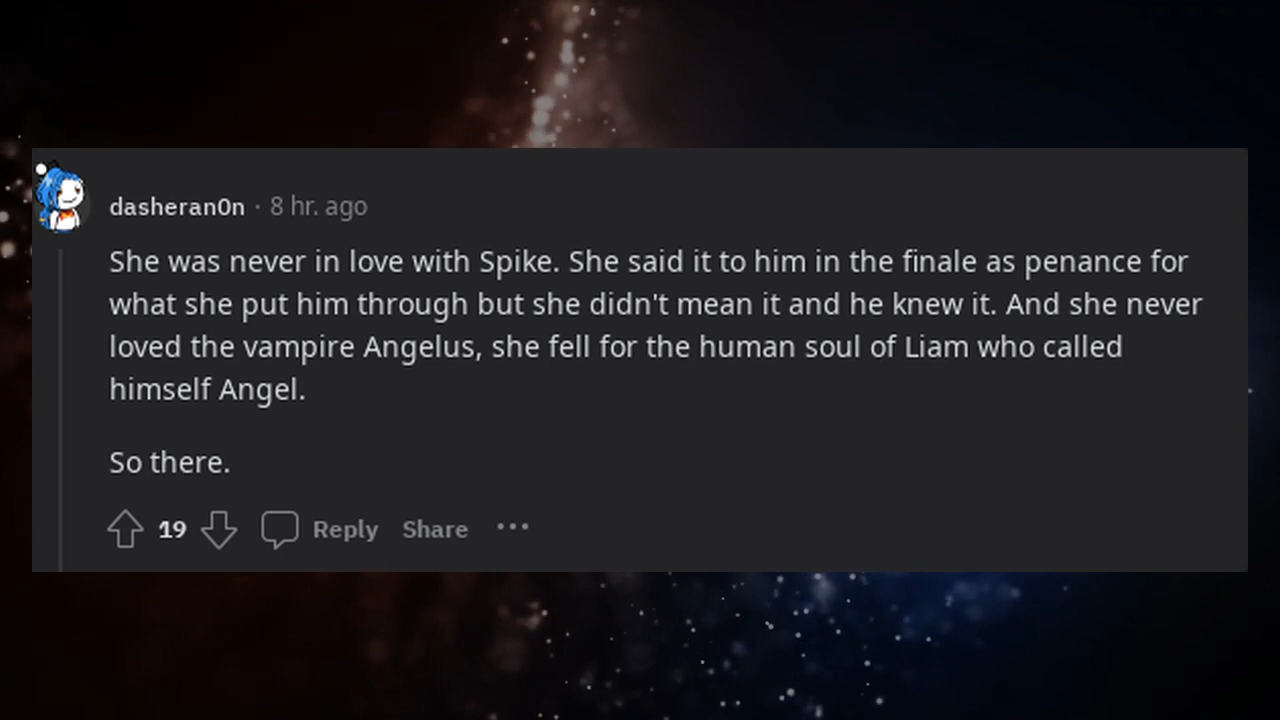 dasheran0n · 8 hr. ago
She was never in love with Spike. She said it to him in the finale as penance for
what she put him through but she didn't mean it and he knew it. And she never
loved the vampire Angelus, she fell for the human soul of Liam who called
himself Angel.
So there.
19 Reply Share ···